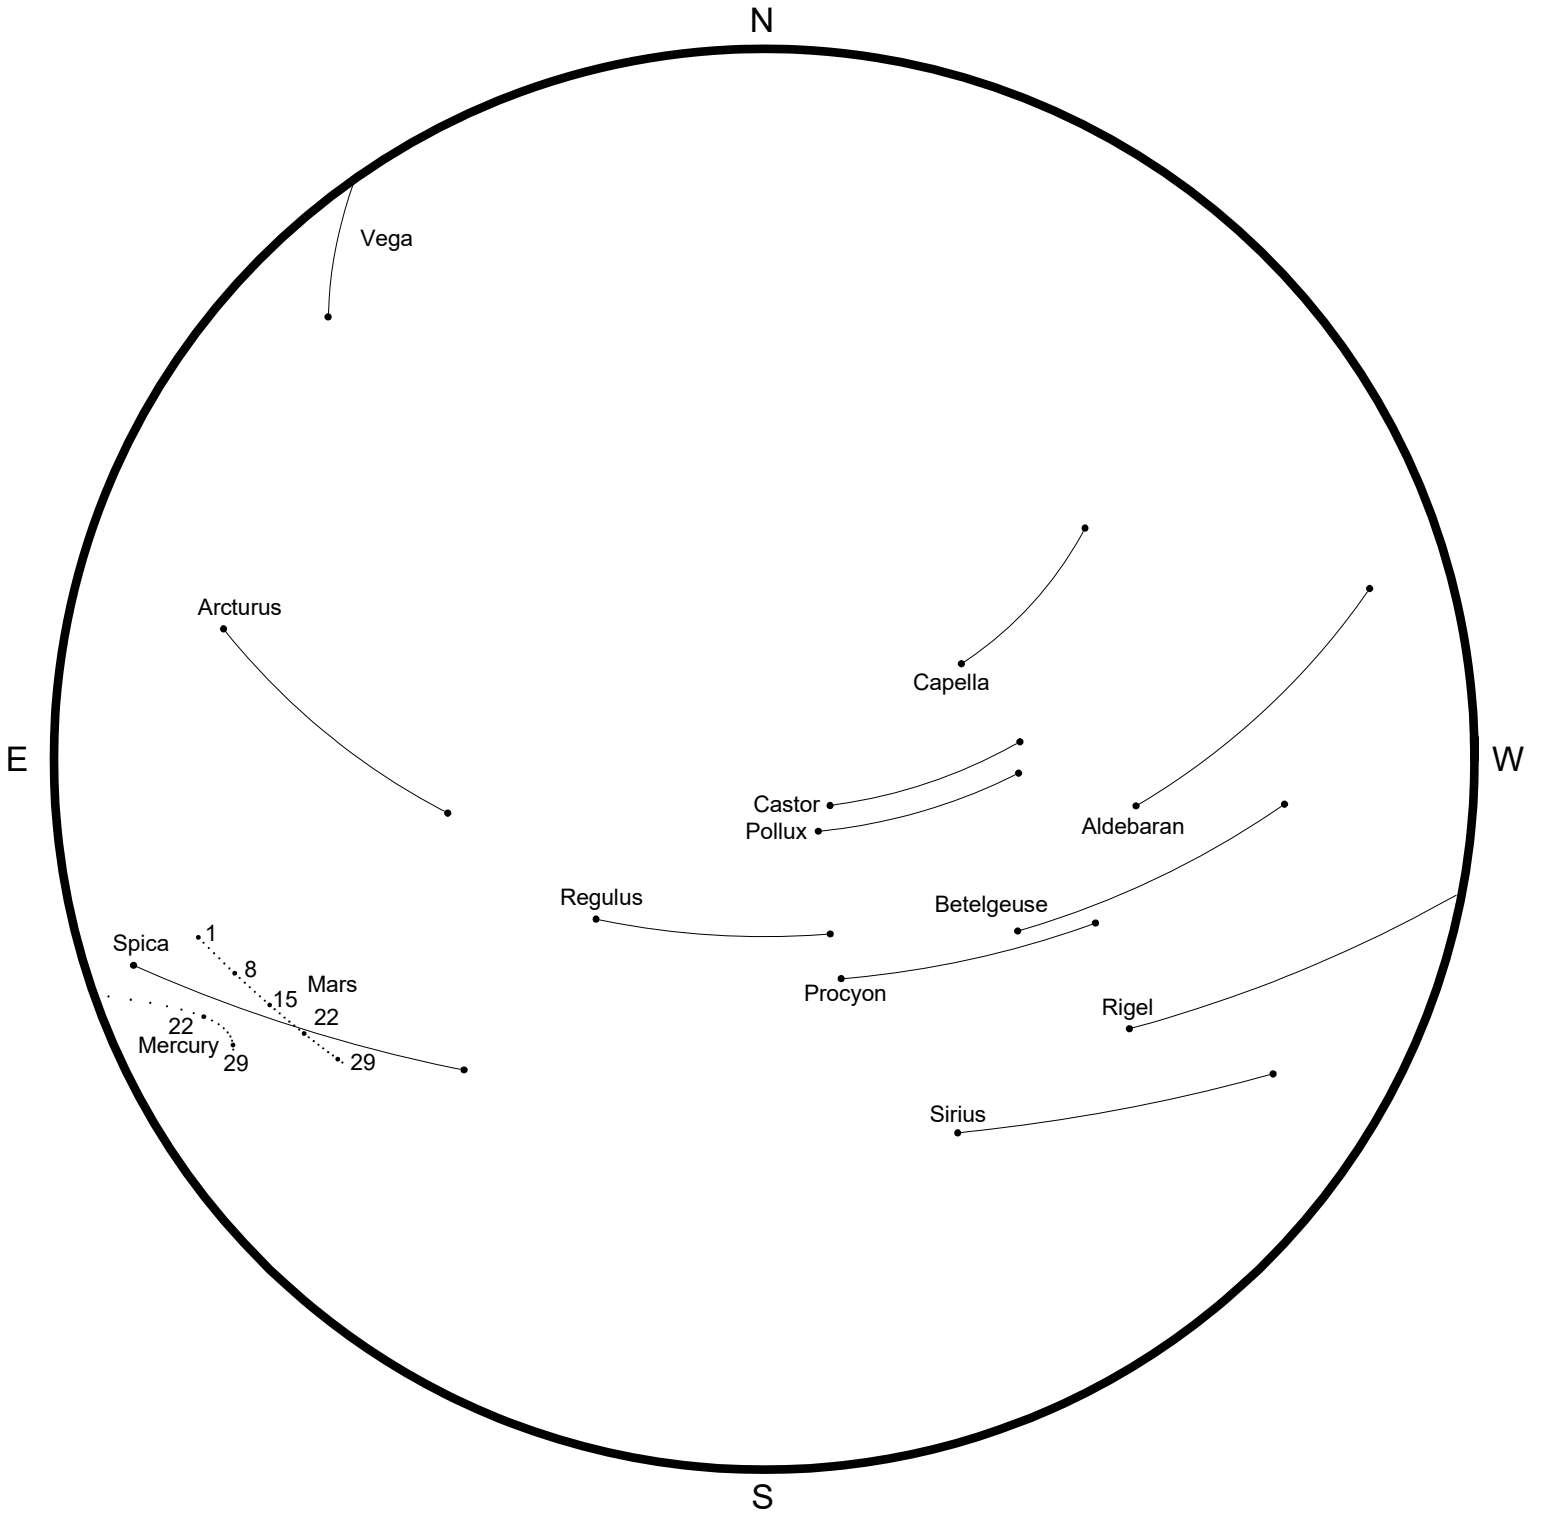 N
Vega
Arcturus
Capella
E
W
Castor
Pollux
Aldebaran
Regulus
Betelgeuse
1
Spica
8
Mars
15
Procyon
Rigel
22
22
Mercury
29
29
Sirius
S